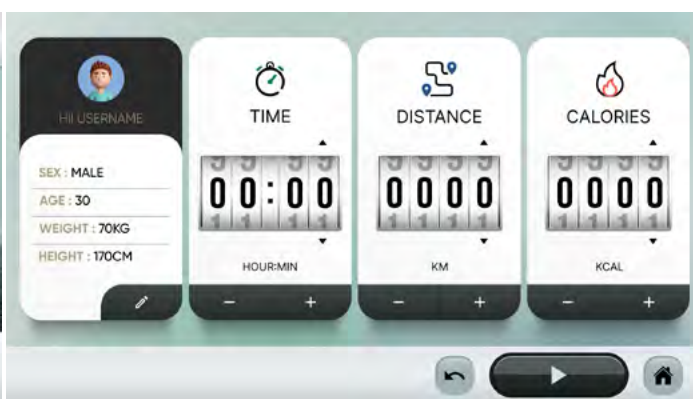 HI! USERNAME
SEX : MALE
AGE : 30
WEIGHT : 70KG
HEIGHT : 170CM
TIME
00:00
HOUR:MIN
- +
DISTANCE
0000
KM
- +
CALORIES
0000
KCAL
- +